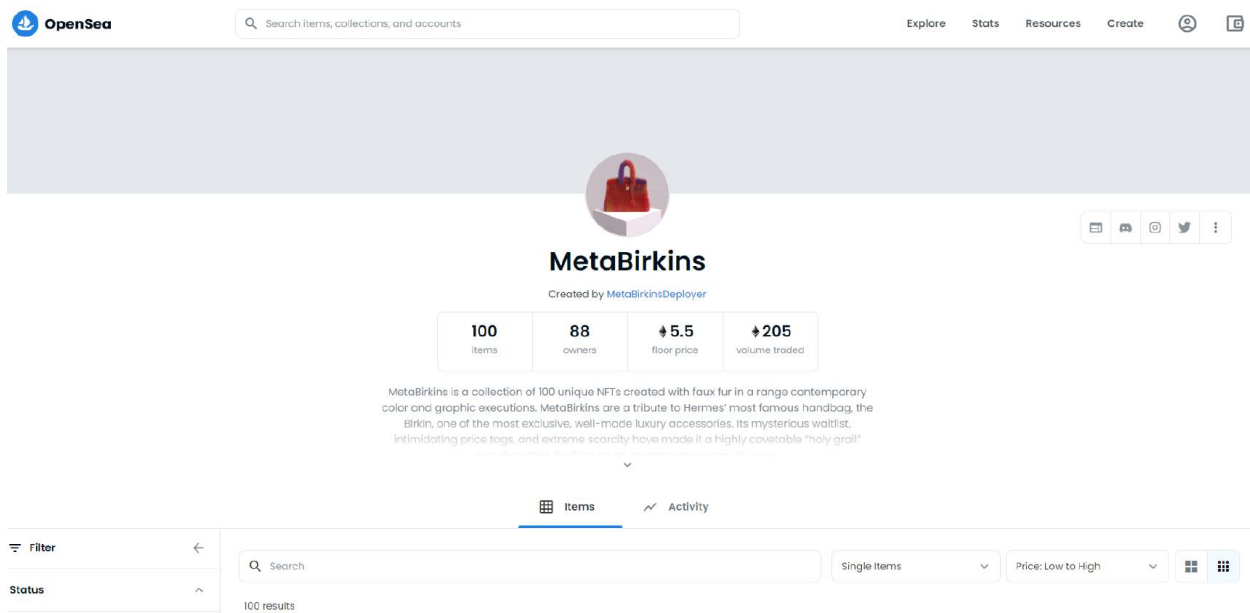 OpenSea
Search items, collections, and accounts
Explore Stats Resources Create
MetaBirkins
Created by MetaBirkinsDeployer
100 88 5.5 205
items owners floor price volume traded
MetaBirkins is a collection of 100 unique NFTs created with faux fur in a range contemporary
color and graphic executions. MetaBirkins are a tribute to Hermes' most famous handbag, the
Birkin, one of the most exclusive, well-made luxury accessories. Its mysterious waitlist,
intimidating price tags, and extreme scarcity have made it a highly covetable "holy grail"
Items Activity
Filter
Search
Single Items
Price: Low to High
Status
100 results